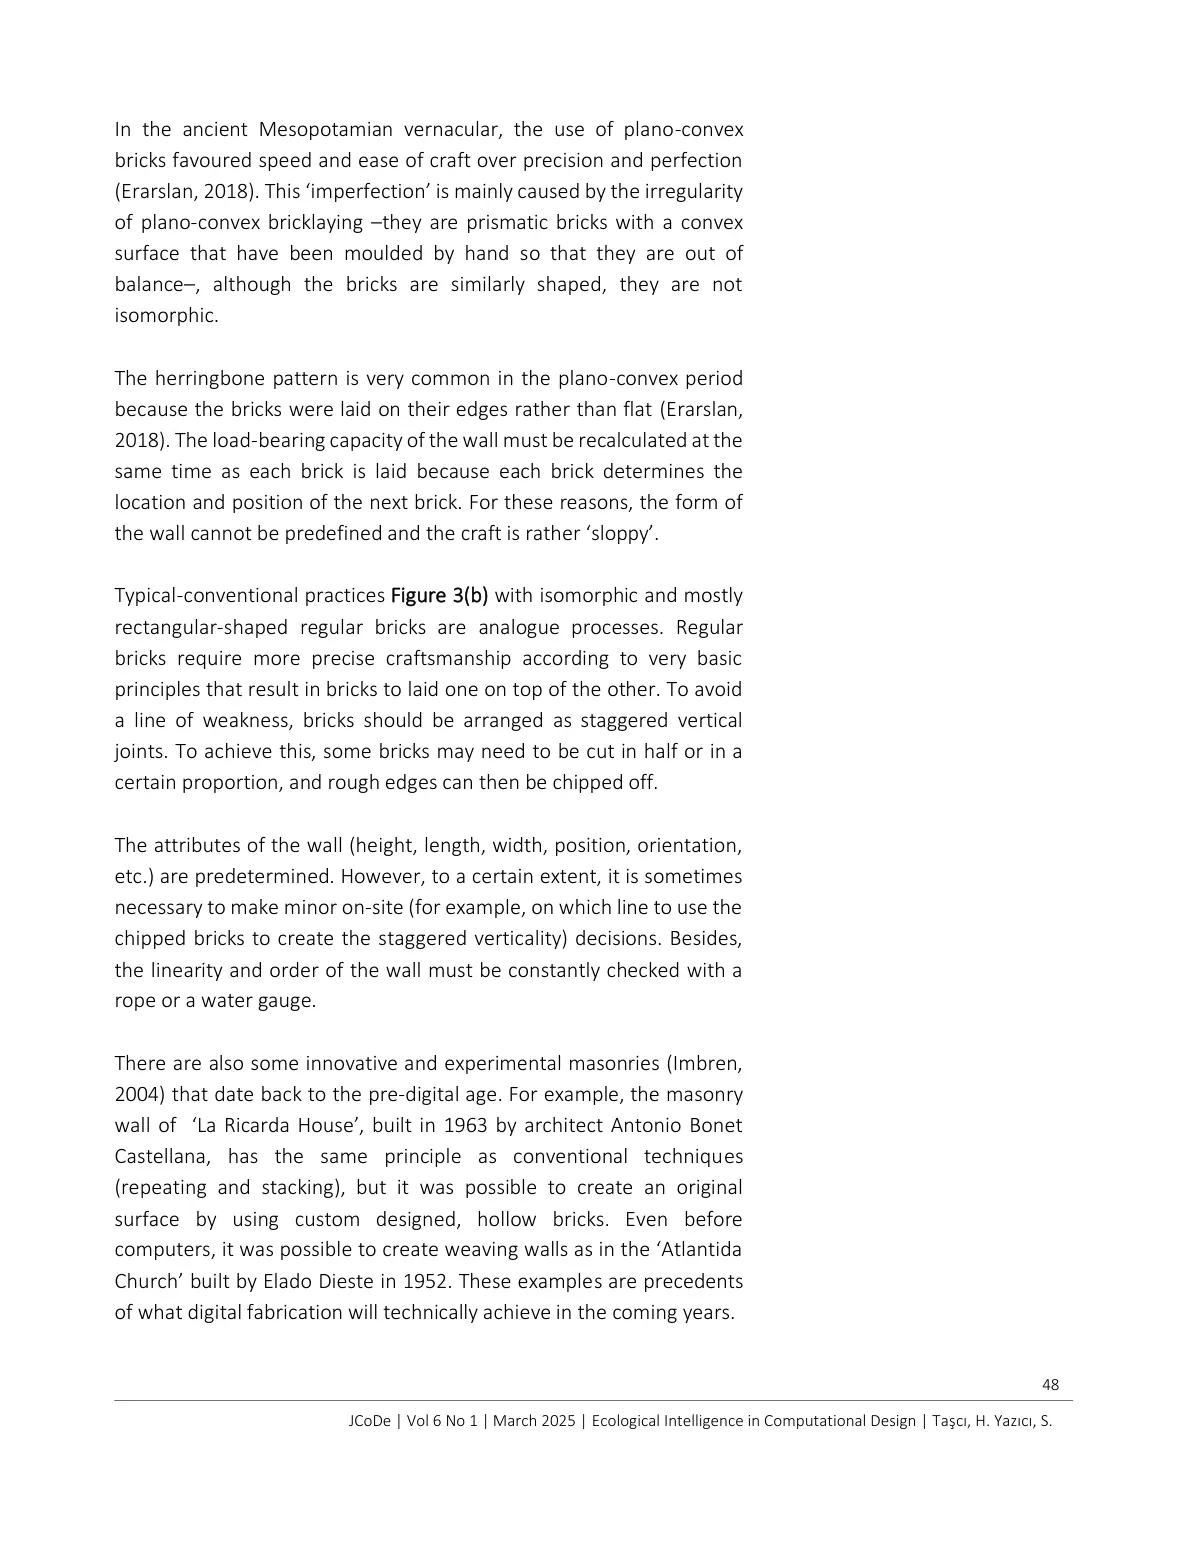 In the ancient Mesopotamian vernacular, the use of plano-convex
bricks favoured speed and ease of craft over precision and perfection
(Erarslan, 2018). This ‘imperfection’ is mainly caused by the irregularity
of plano-convex bricklaying –they are prismatic bricks with a convex
surface that have been moulded by hand so that they are out of
balance–, although the bricks are similarly shaped, they are not
isomorphic.
The herringbone pattern is very common in the plano-convex period
because the bricks were laid on their edges rather than flat (Erarslan,
2018). The load-bearing capacity of the wall must be recalculated at the
same time as each brick is laid because each brick determines the
location and position of the next brick. For these reasons, the form of
the wall cannot be predefined and the craft is rather ‘sloppy’.
Typical-conventional practices Figure 3(b) with isomorphic and mostly
rectangular-shaped regular bricks are analogue processes. Regular
bricks require more precise craftsmanship according to very basic
principles that result in bricks to laid one on top of the other. To avoid
a line of weakness, bricks should be arranged as staggered vertical
joints. To achieve this, some bricks may need to be cut in half or in a
certain proportion, and rough edges can then be chipped off.
The attributes of the wall (height, length, width, position, orientation,
etc.) are predetermined. However, to a certain extent, it is sometimes
necessary to make minor on-site (for example, on which line to use the
chipped bricks to create the staggered verticality) decisions. Besides,
the linearity and order of the wall must be constantly checked with a
rope or a water gauge.
There are also some innovative and experimental masonries (Imbren,
2004) that date back to the pre-digital age. For example, the masonry
wall of ‘La Ricarda House’, built in 1963 by architect Antonio Bonet
Castellana, has the same principle as conventional techniques
(repeating and stacking), but it was possible to create an original
surface by using custom designed, hollow bricks. Even before
computers, it was possible to create weaving walls as in the ‘Atlantida
Church’ built by Elado Dieste in 1952. These examples are precedents
of what digital fabrication will technically achieve in the coming years.
48
JCoDe | Vol 6 No 1 | March 2025 | Ecological Intelligence in Computational Design | Taşcı, H. Yazıcı, S.